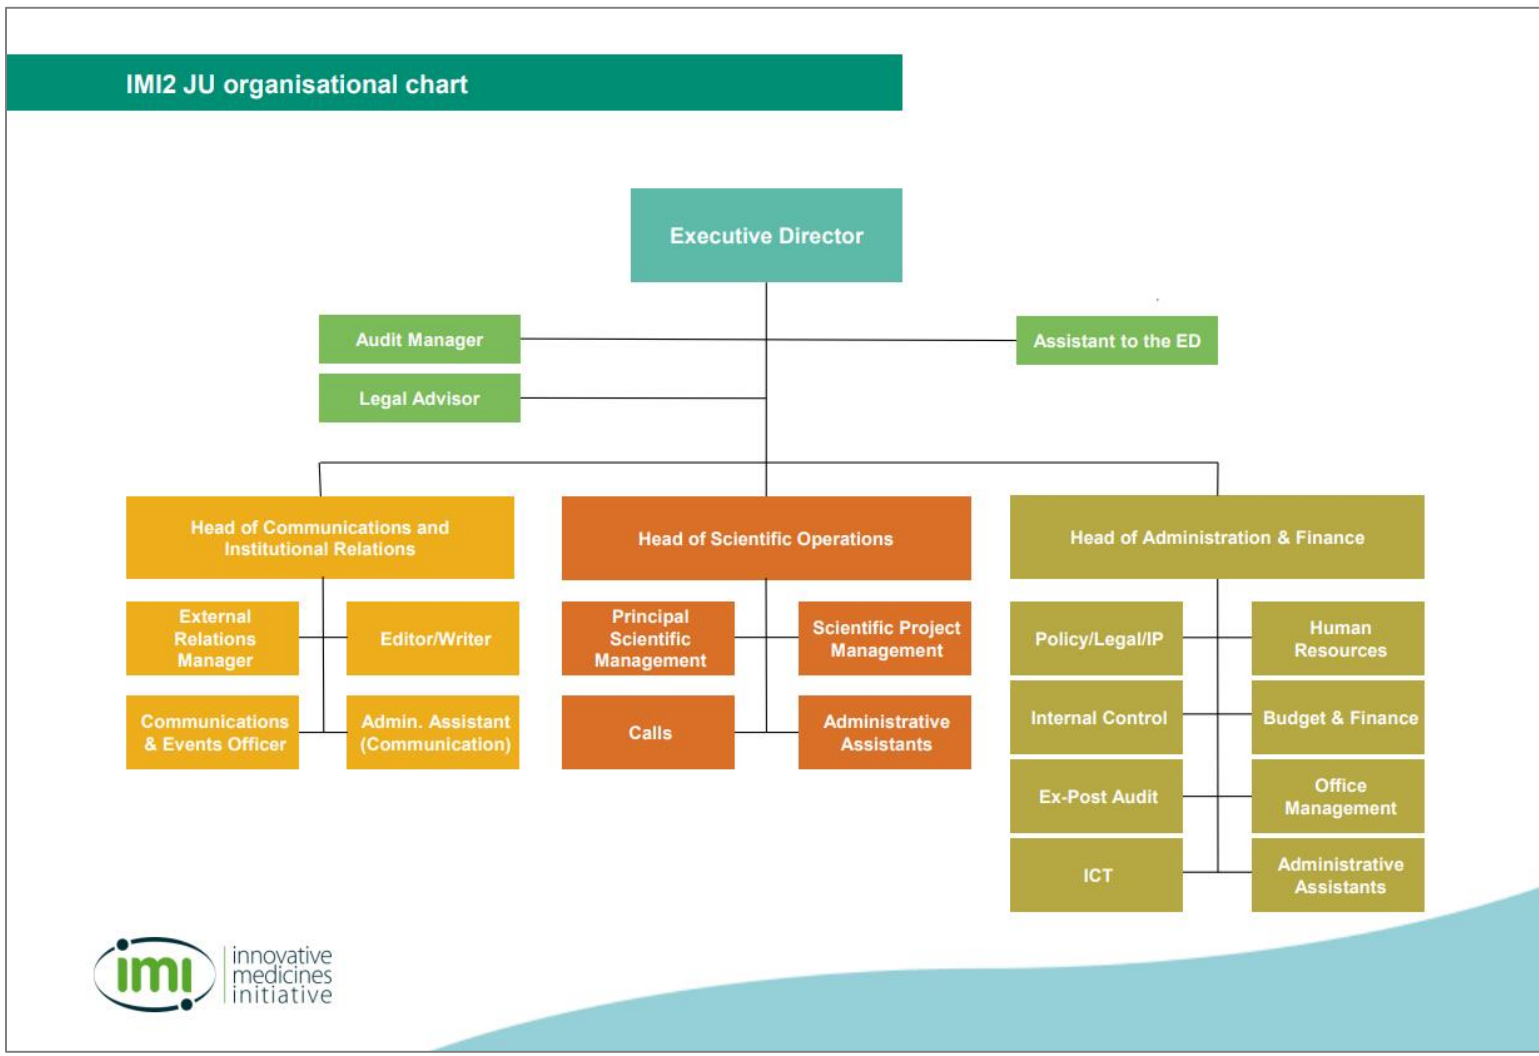 IMI2 JU organisational chart
Executive Director
Audit Manager
Assistant to the ED
Legal Advisor
Head of Communications and
Institutional Relations
Head of Scientific Operations
Head of Administration & Finance
External
Relations
Manager
Editor/Writer
Communications
& Events Officer
Admin. Assistant
(Communication)
Principal
Scientific
Management
Scientific Project
Management
Calls
Administrative
Assistants
Policy/Legal/IP
Human
Resources
Internal Control
Budget & Finance
Ex-Post Audit
Office
Management
ICT
Administrative
Assistants
imi
innovative
medicines
initiative